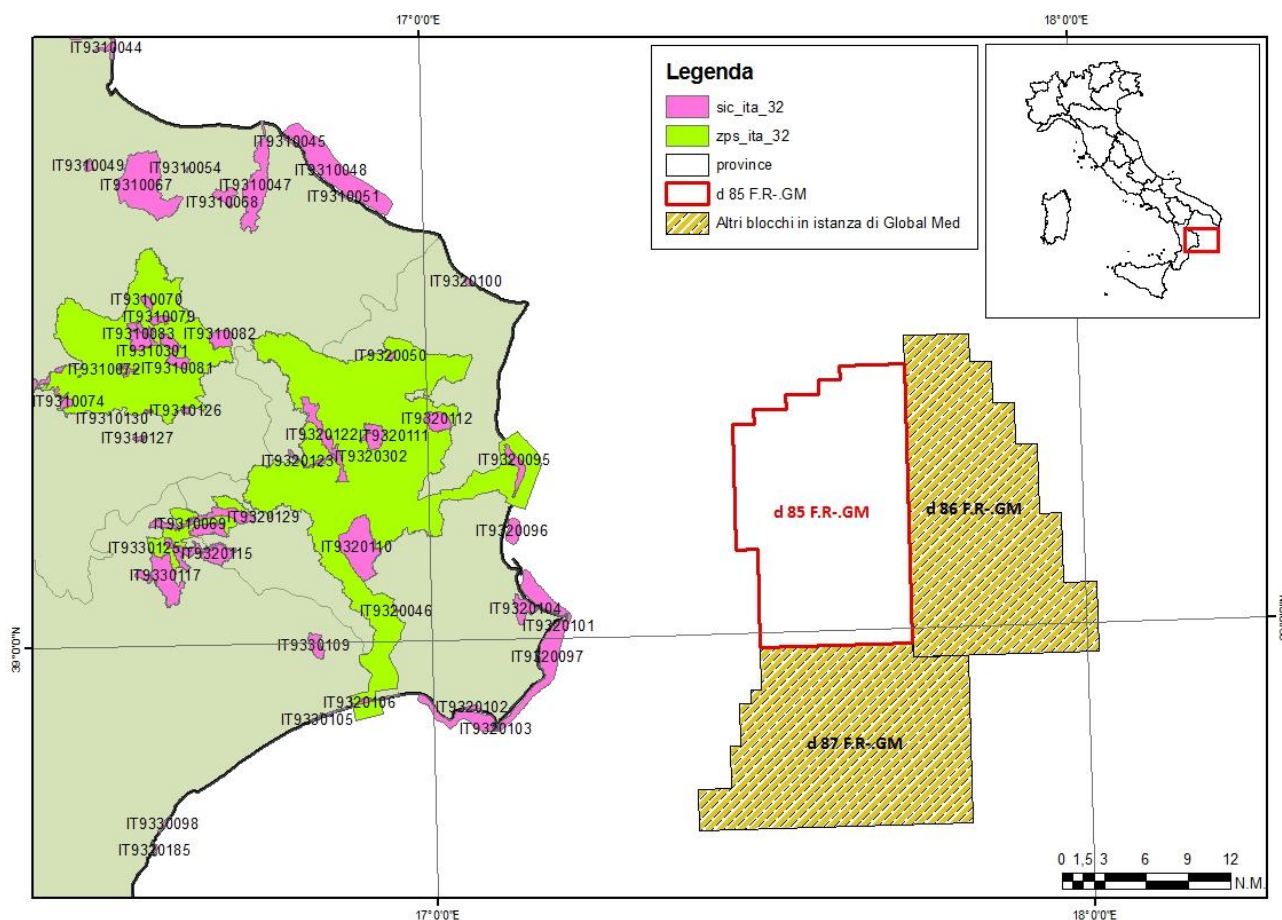 17°0'0"E
18°0'0"E
IT9310044
Legenda
sic_ita_32
zps_ita_32
province
d 85 F.R-.GM
Altri blocchi in istanza di Global Med
IT9310045
IT9310049
IT9310054
IT9310048
IT9310067
IT9310047
IT9310051
IT9310068
IT9320100
IT9310070
IT9310079
IT9310083
IT9310082
IT9310301
IT9320050
IT9310072
IT9310081
IT9310074
IT9310126
IT9310130
IT9320112
IT9310127
IT9320122
IT9320111
IT9320123
IT9320302
IT9320095
d 85 F.R-.GM
d 86 F.R-.GM
IT9310069
IT9320129
IT9320096
IT9330125
IT9320115
IT9320110
IT9330117
IT9320046
IT9320104
IT9320101
IT9330109
IT9320097
39°0'0"N
IT9320106
IT9320102
IT9330105
IT9320103
d 87 F.R-.GM
IT9330098
IT9320185
0 1,5 3 6 9 12
N.M.
17°0'0"E
18°0'0"E